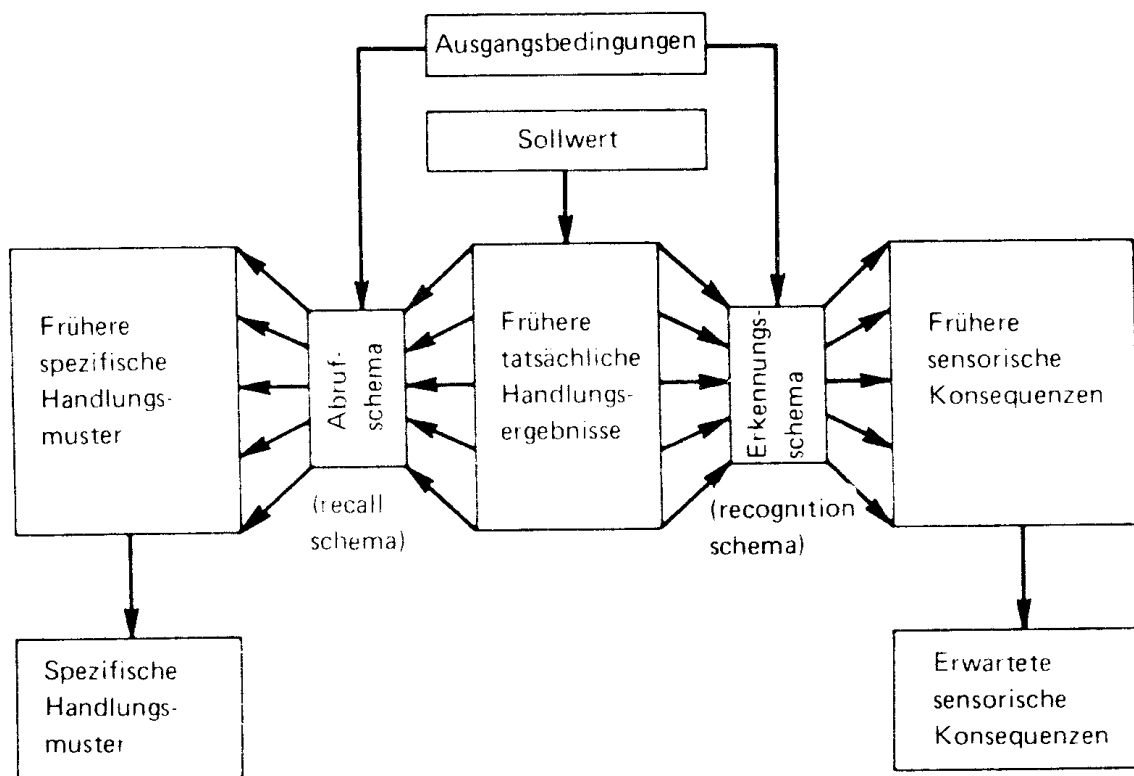 Ausgangsbedingungen
Sollwert
Frühere
spezifische
Handlungs-
muster
Abruf-
schema
(recall
schema)
Frühere
tatsächliche
Handlungs-
ergebnisse
Erkennungs-
schema
(recognition
schema)
Frühere
sensorische
Konsequenzen
Spezifische
Handlungs-
muster
Erwartete
sensorische
Konsequenzen